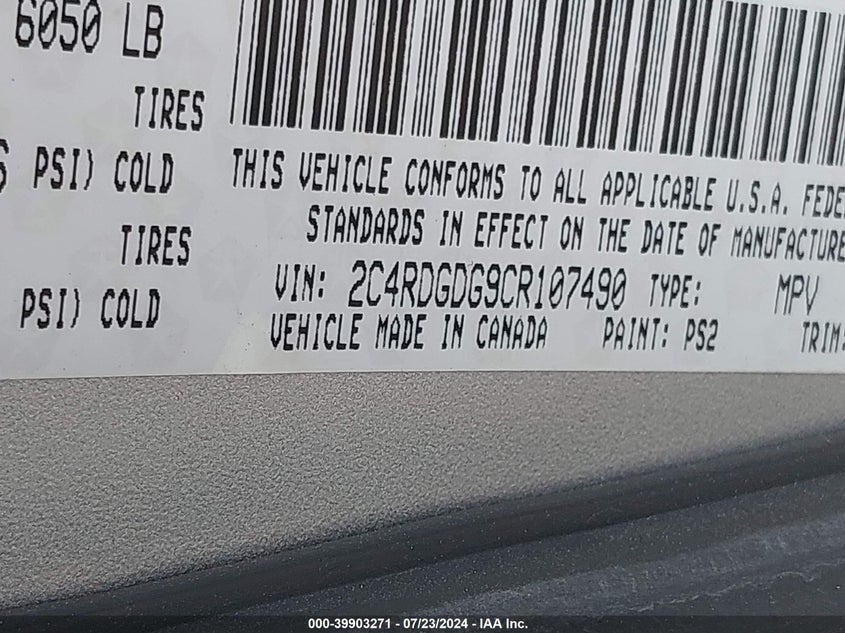 6050 LB
TIRES
PSI) COLD
TIRES
PSI) COLD
THIS VEHICLE CONFORMS TO ALL APPLICABLE U.S.A.
STANDARDS IN EFFECT ON THE DATE OF
VIN: 2C4RDGDG9CR107490 TYPE: MPV
VEHICLE MADE IN CANADA PAINT: PS2 TRIM:
000-39903271 - 07/23/2024 - IAA Inc.